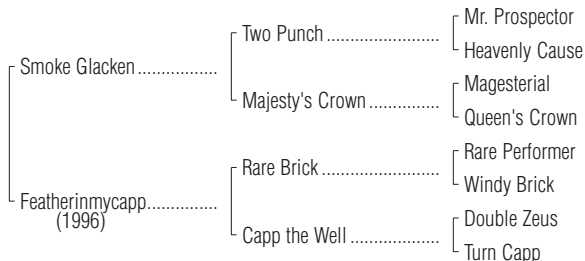 Mr. Prospector
Two Punch ........................
Heavenly Cause
Smoke Glacken .................
Magesterial
Majesty's Crown ...............
Queen's Crown
Rare Performer
Rare Brick .........................
Windy Brick
Featherinmycapp...............
(1996)
Double Zeus
Capp the Well ...................
Turn Capp